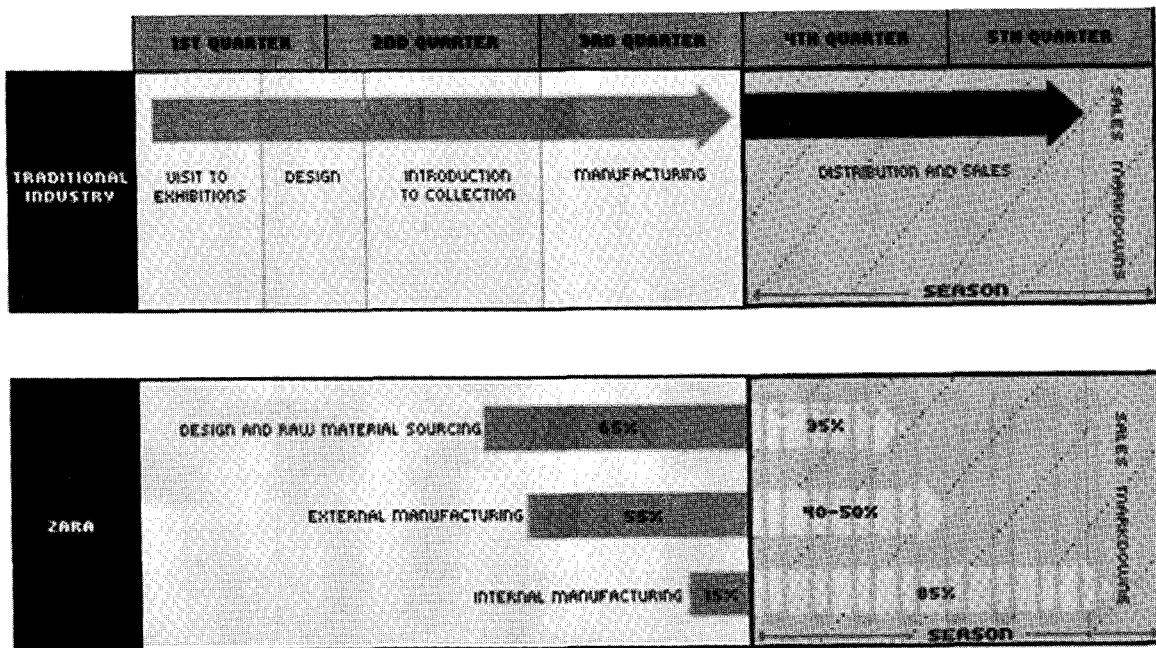 1ST QUARTER 2ND QUARTER 3RD QUARTER 4TH QUARTER 5TH QUARTER
TRADITIONAL
INDUSTRY
VISIT TO
EXHIBITIONS
DESIGN
INTRODUCTION
TO COLLECTION
MANUFACTURING
DISTRIBUTION AND SALES
SALES MARKDOWNS
SEASON
ZARA
DESIGN AND RAW MATERIAL SOURCING 65% 35%
EXTERNAL MANUFACTURING 55% 40-50%
INTERNAL MANUFACTURING 15% 85%
SALES MARKDOWNS
SEASON